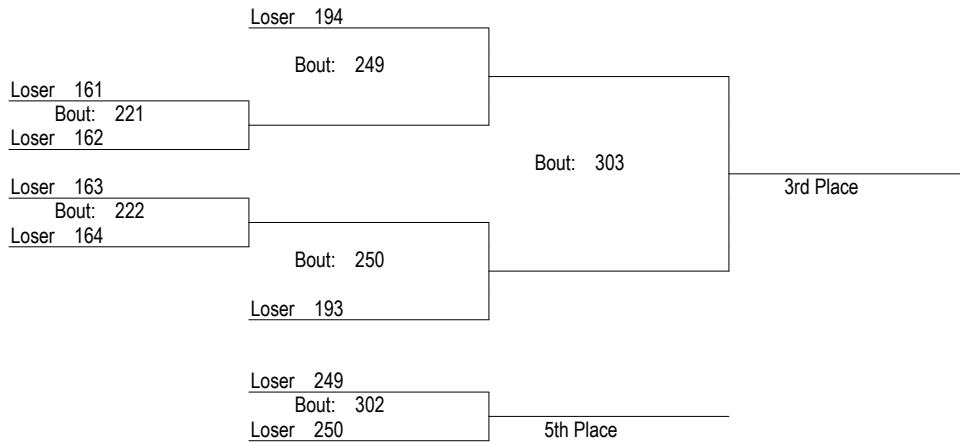 Loser 194
Bout: 249
Loser 161
Bout: 221
Loser 162
Bout: 303
Loser 163
3rd Place
Bout: 222
Loser 164
Bout: 250
Loser 193
Loser 249
Bout: 302
Loser 250
5th Place